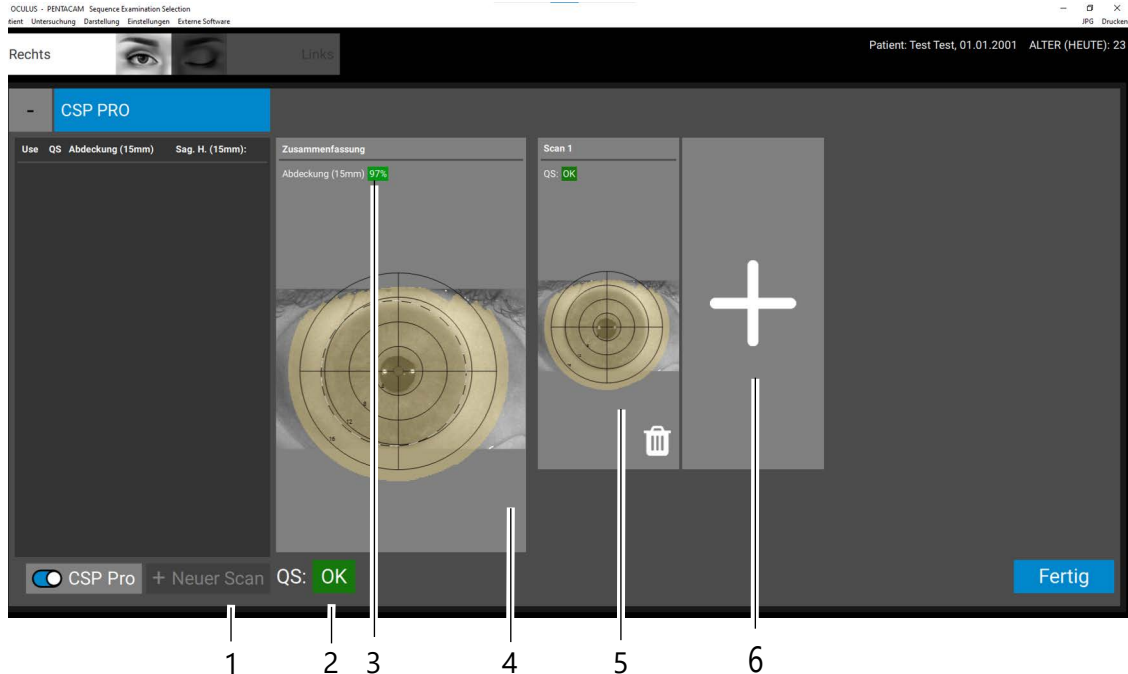 OCULUS - PENTACAM Sequence Examination Selection
tient Untersuchung Darstellung Einstellungen Externe Software
JPG Drucken
Rechts
Links
Patient: Test Test, 01.01.2001 ALTER (HEUTE): 23
- CSP PRO
Use QS Abdeckung (15mm) Sag. H. (15mm):
Zusammenfassung
Abdeckung (15mm) 97%
Scan 1
QS: OK
12
16
CSP Pro
+ Neuer Scan
QS: OK
Fertig
1 2 3 4 5 6